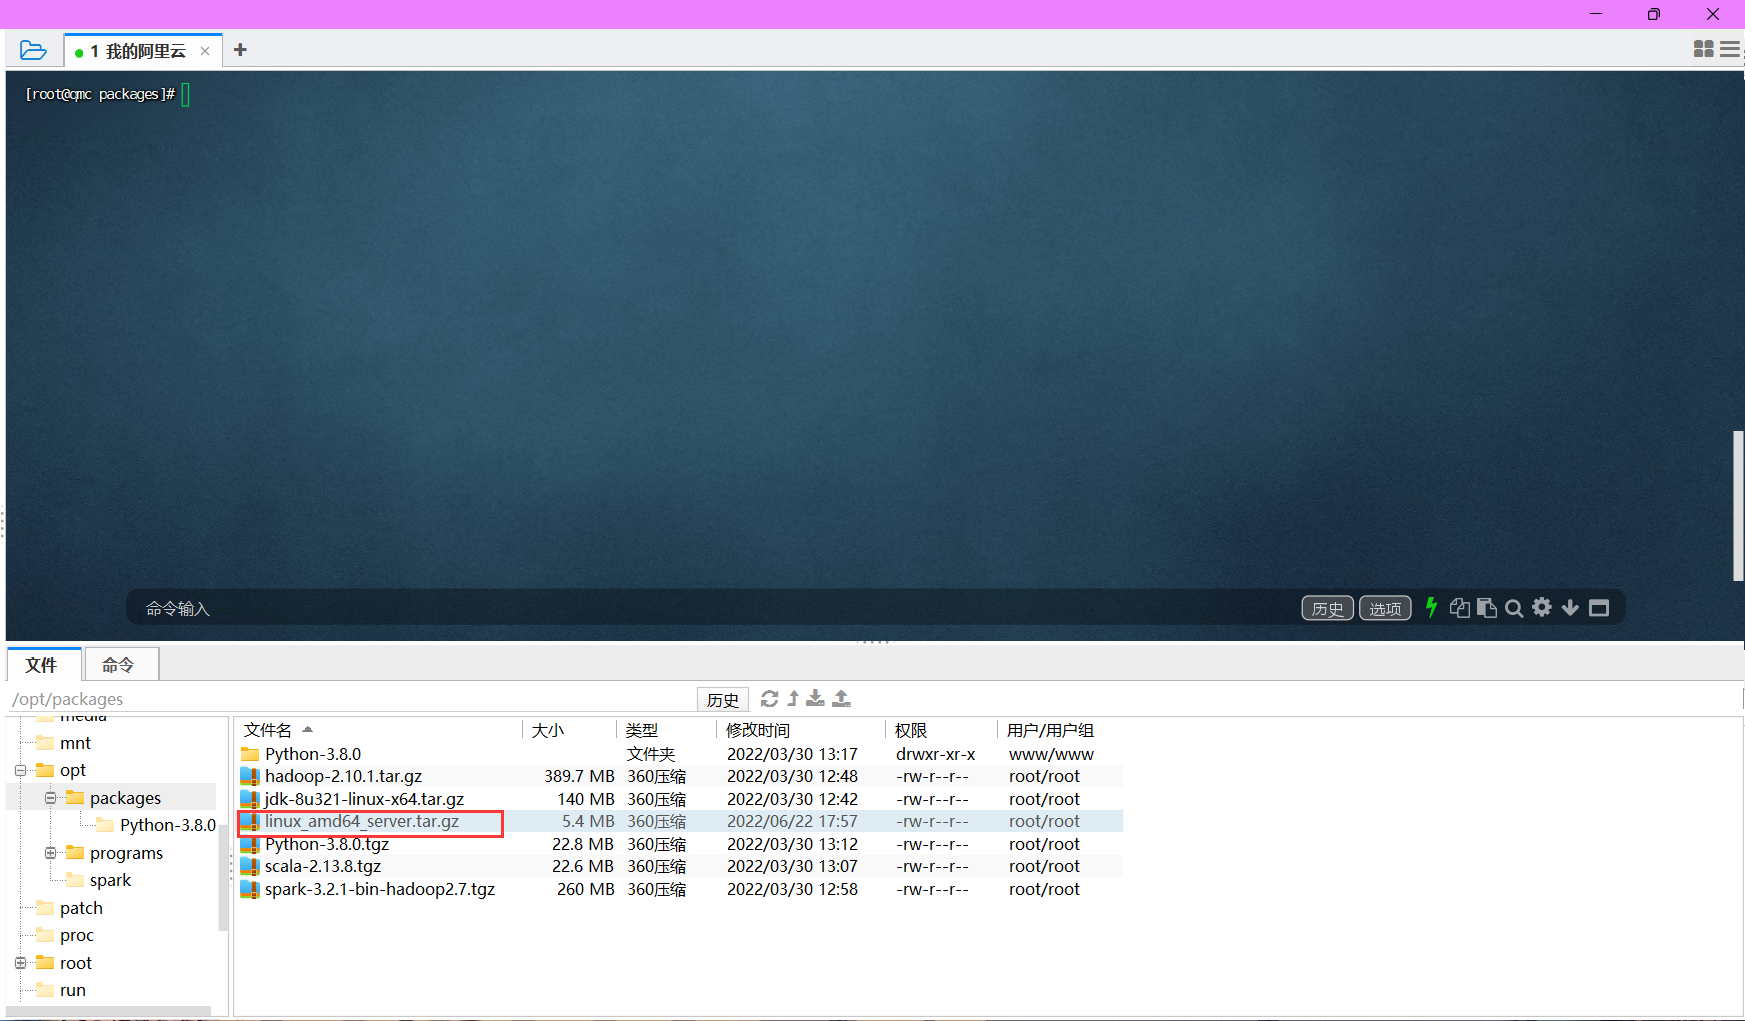 1 我的阿里云
[root@qmc packages]#
命令输入 历史 选项
文件 命令
/opt/packages 历史
media
mnt
opt
packages
Python-3.8.0
programs
spark
patch
proc
root
run
文件名 大小 类型 修改时间 权限 用户/用户组
Python-3.8.0 文件夹 2022/03/30 13:17 drwxr-xr-x www/www
hadoop-2.10.1.tar.gz 389.7 MB 360压缩 2022/03/30 12:48 -rw-r--r-- root/root
jdk-8u321-linux-x64.tar.gz 140 MB 360压缩 2022/03/30 12:42 -rw-r--r-- root/root
linux_amd64_server.tar.gz 5.4 MB 360压缩 2022/06/22 17:57 -rw-r--r-- root/root
Python-3.8.0.tgz 22.8 MB 360压缩 2022/03/30 13:12 -rw-r--r-- root/root
scala-2.13.8.tgz 22.6 MB 360压缩 2022/03/30 13:07 -rw-r--r-- root/root
spark-3.2.1-bin-hadoop2.7.tgz 260 MB 360压缩 2022/03/30 12:58 -rw-r--r-- root/root